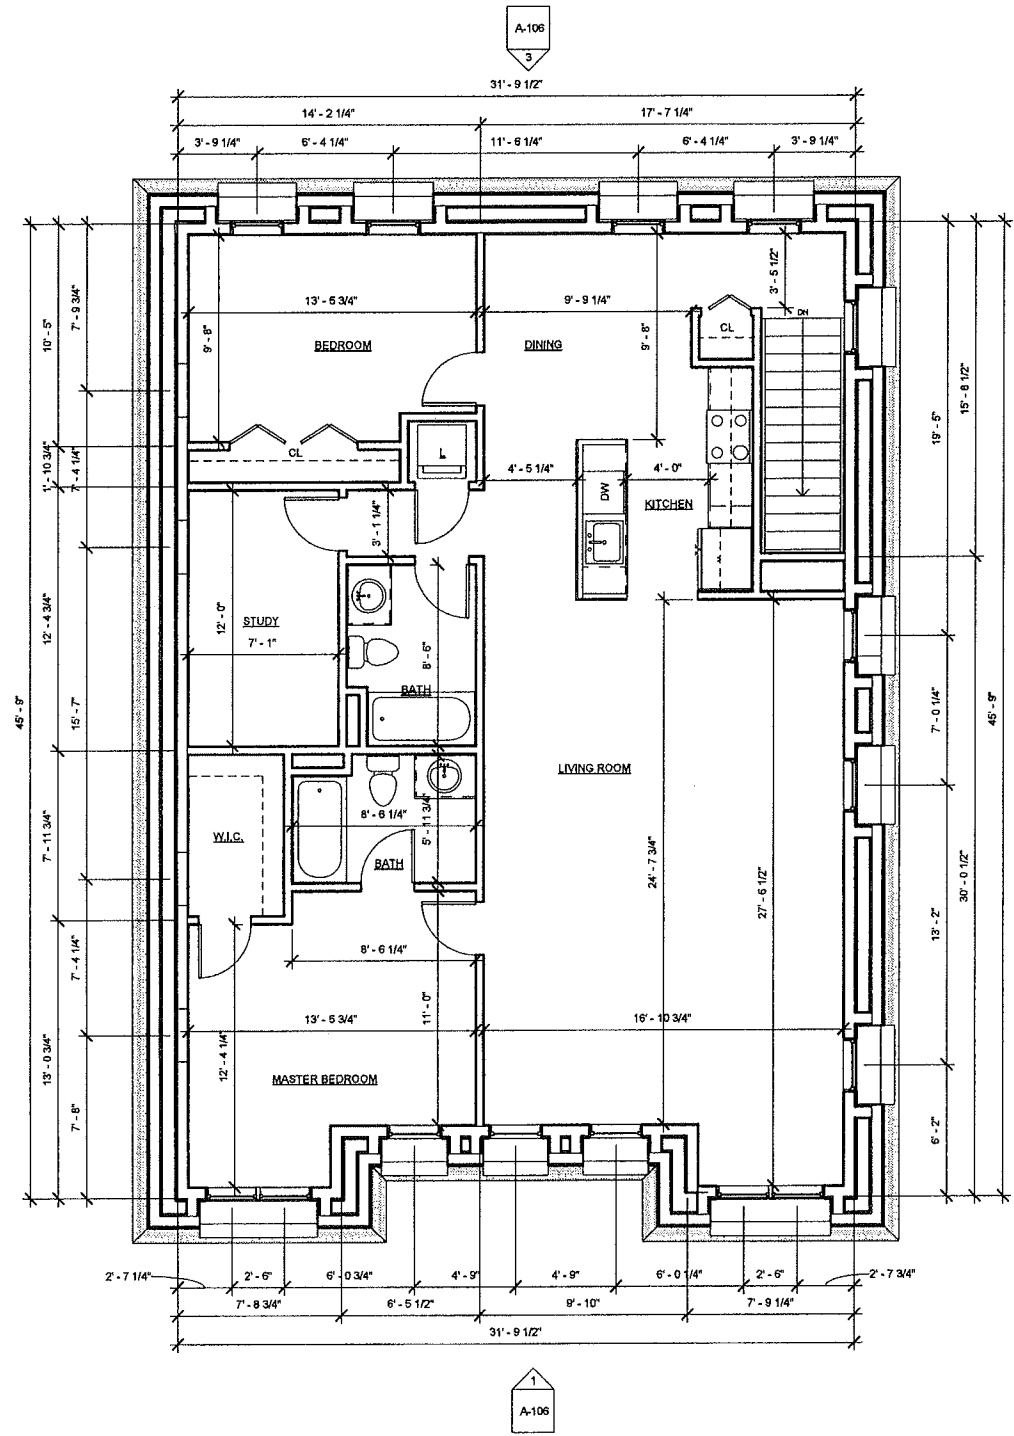 A-106
3
31' - 9 1/2"
14' - 2 1/4"
17' - 7 1/4"
3' - 9 1/4"
6' - 4 1/4"
11' - 6 1/4"
6' - 4 1/4"
3' - 9 1/4"
3' - 5 1/2"
13' - 5 3/4"
9' - 9 1/4"
DN
CL
9' - 8"
BEDROOM
DINING
9' - 8"
7' - 9 3/4"
10' - 5"
15' - 8 1/2"
19' - 5"
CL
L
1' - 10 3/4"
7' - 4 1/4"
4' - 5 1/4"
4' - 0"
DW
KITCHEN
3' - 1 1/4"
12' - 0"
STUDY
7' - 1"
12' - 4 3/4"
8' - 6"
BATH
45' - 9"
15' - 7"
7' - 0 1/4"
45' - 9"
LIVING ROOM
8' - 6 1/4"
5' - 11 3/4"
W.I.C.
BATH
7' - 11 3/4"
24' - 7 3/4"
27' - 6 1/2"
30' - 0 1/2"
13' - 2"
8' - 6 1/4"
7' - 4 1/4"
11' - 0"
13' - 5 3/4"
16' - 10 3/4"
12' - 4 1/4"
13' - 0 3/4"
MASTER BEDROOM
7' - 8"
6' - 2"
2' - 7 1/4"
2' - 6"
6' - 0 3/4"
4' - 9"
4' - 9"
6' - 0 1/4"
2' - 6"
2' - 7 3/4"
7' - 8 3/4"
6' - 5 1/2"
9' - 10"
7' - 9 1/4"
31' - 9 1/2"
1
A-106